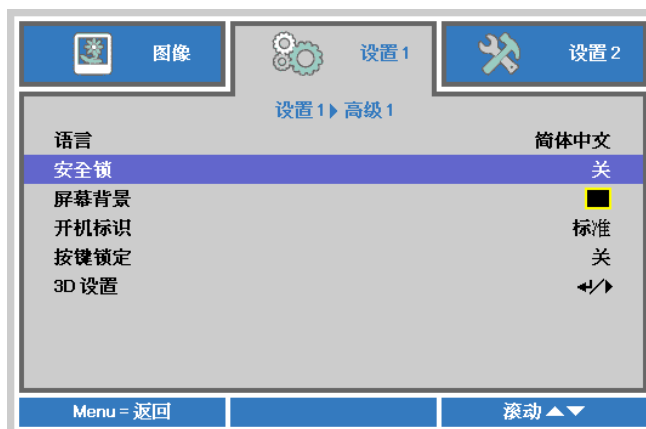 图像 设置 1 设置 2
设置 1 ▶ 高级 1
语言 简体中文
安全锁 关
屏幕背景
开机标识 标准
按键锁定 关
3D 设置 ↵/▶
Menu = 返回 滚动▲▼